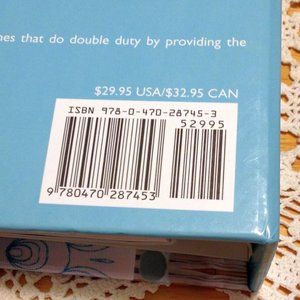 nes that do double duty by providing the
$29.95 USA/$32.95 CAN
ISBN 978-0-470-28745-3
52995
9 780470 287453